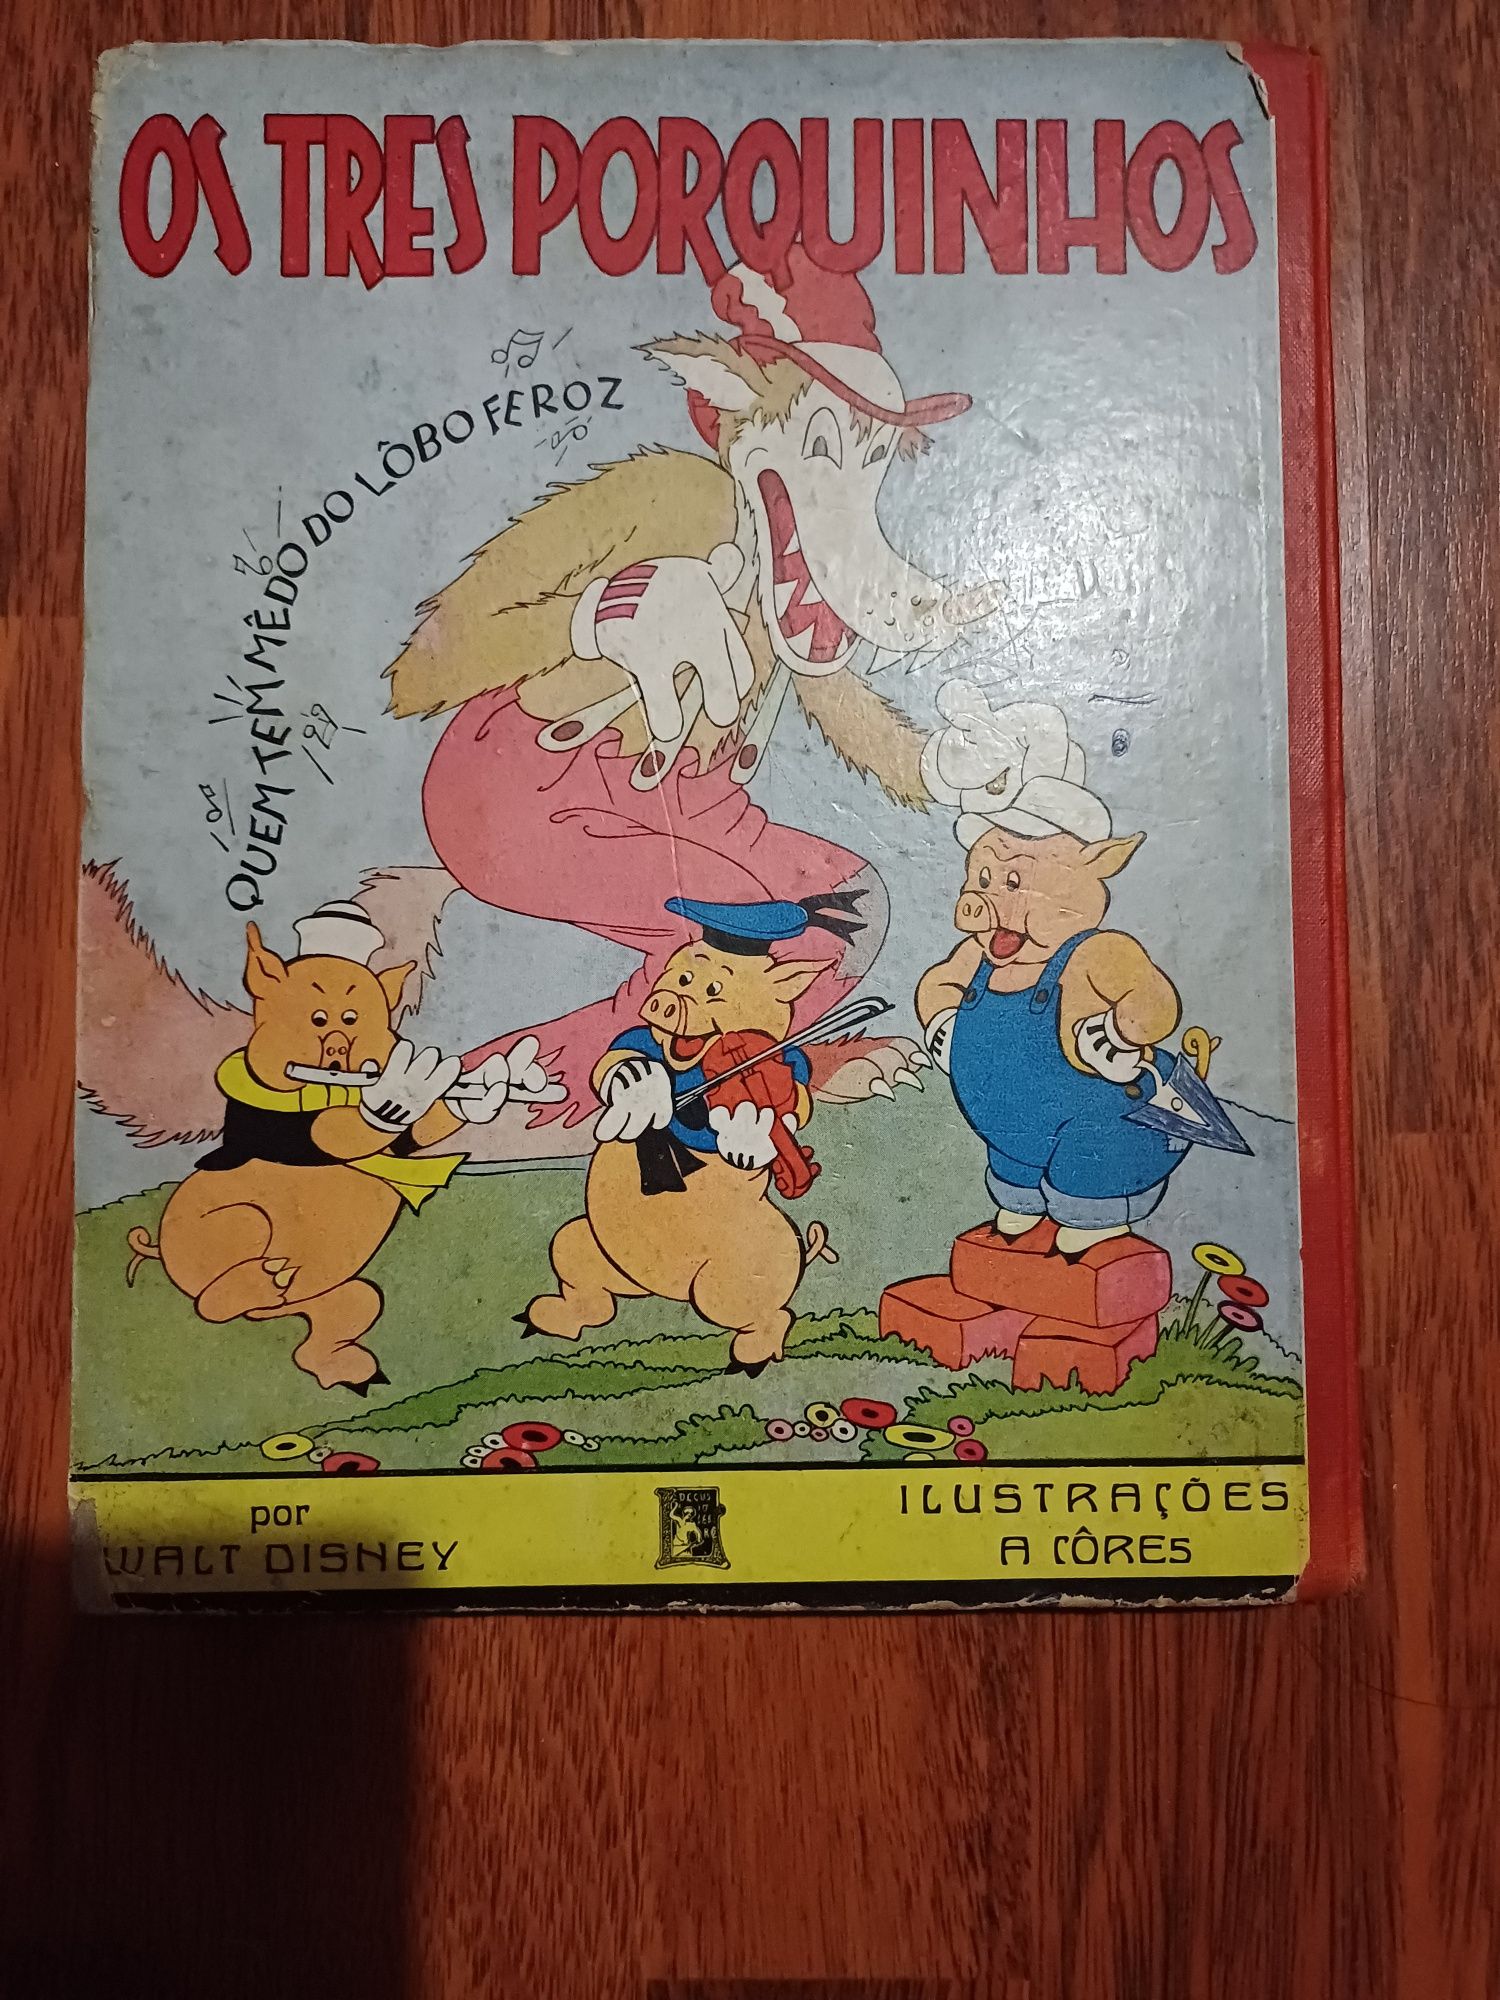 OS TRES PORQUINHOS
QUEM TEM MÊDO DO LÔBO FEROZ
por
WALT DISNEY
ILUSTRAÇÕES
A CÔRES